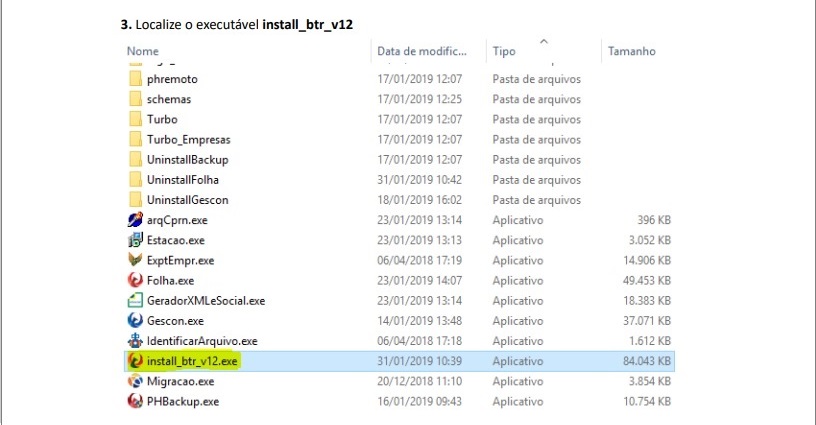 3. Localize o executável install_btr_v12
Nome Data de modific... Tipo Tamanho
phremoto 17/01/2019 12:07 Pasta de arquivos
schemas 17/01/2019 12:25 Pasta de arquivos
Turbo 17/01/2019 12:07 Pasta de arquivos
Turbo_Empresas 17/01/2019 12:07 Pasta de arquivos
UninstallBackup 17/01/2019 12:07 Pasta de arquivos
UninstallFolha 31/01/2019 10:42 Pasta de arquivos
UninstallGescon 18/01/2019 16:02 Pasta de arquivos
arqCprn.exe 23/01/2019 13:14 Aplicativo 396 KB
Estacao.exe 23/01/2019 13:13 Aplicativo 3.052 KB
ExptEmpr.exe 06/04/2018 17:19 Aplicativo 14.906 KB
Folha.exe 23/01/2019 14:07 Aplicativo 49.453 KB
GeradorXMLeSocial.exe 23/01/2019 13:14 Aplicativo 18.383 KB
Gescon.exe 14/01/2019 13:48 Aplicativo 37.071 KB
IdentificarArquivo.exe 06/04/2018 17:18 Aplicativo 1.612 KB
install_btr_v12.exe 31/01/2019 10:39 Aplicativo 84.043 KB
Migracao.exe 20/12/2018 11:10 Aplicativo 3.854 KB
PHBackup.exe 16/01/2019 09:43 Aplicativo 10.754 KB